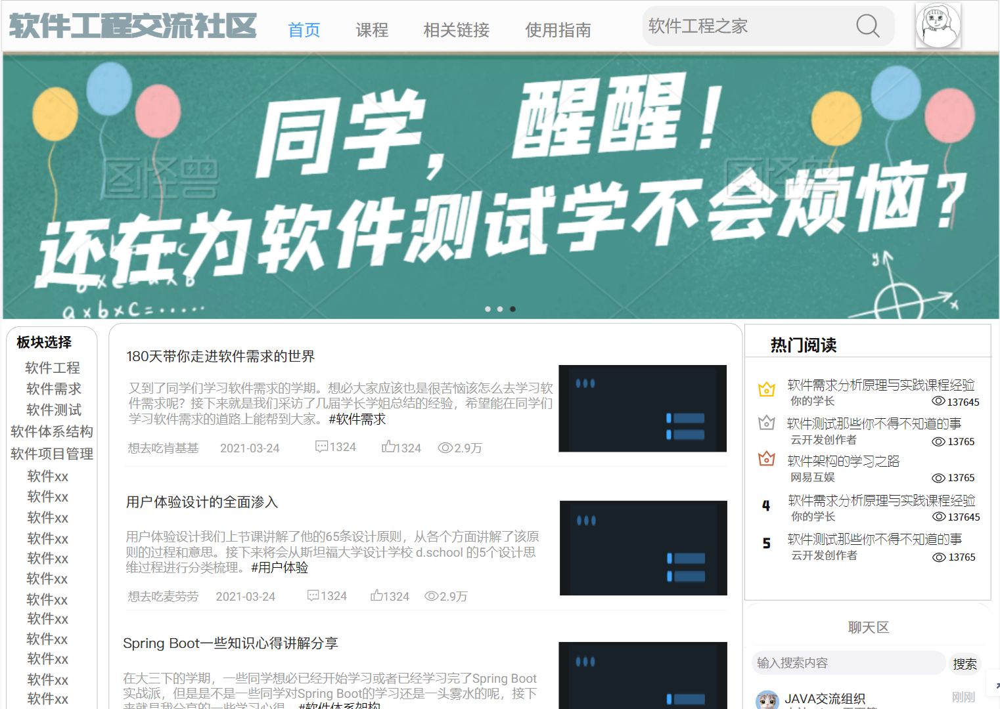 软件工程交流社区
首页 课程 相关链接 使用指南
软件工程之家
同学，醒醒！
还在为软件测试学不会烦恼？
图怪兽
图怪兽
b×c=a×b
a×b×c=.....
y
x
板块选择
软件工程
软件需求
软件测试
软件体系结构
软件项目管理
软件xx
软件xx
软件xx
软件xx
软件xx
软件xx
软件xx
软件xx
软件xx
软件xx
软件xx
软件xx
180天带你走进软件需求的世界
又到了同学们学习软件需求的学期。想必大家应该也是很苦恼该怎么去学习软
件需求呢？接下来就是我们采访了几届学长学姐总结的经验，希望能在同学们
学习软件需求的道路上能帮到大家。#软件需求
想去吃肯基基 2021-03-24 1324 1324 2.9万
用户体验设计的全面渗入
用户体验设计我们上节课讲解了他的65条设计原则，从各个方面讲解了该原
则的过程和意思。接下来将会从斯坦福大学设计学校 d.school 的5个设计思
维过程进行分类梳理。#用户体验
想去吃麦劳劳 2021-03-24 1324 1324 2.9万
Spring Boot一些知识心得讲解分享
在大三下的学期，一些同学想必已经开始学习或者已经学习完了Spring Boot
实战派，但是是不是一些同学对Spring Boot的学习还是一头雾水的呢，接下
来就是我分享的一些学习心得。#软件体系架构
热门阅读
软件需求分析原理与实践课程经验
你的学长 137645
软件测试那些你不得不知道的事
云开发创作者 13765
软件架构的学习之路
网易互娱 13765
4 软件需求分析原理与实践课程经验
你的学长 137645
5 软件测试那些你不得不知道的事
云开发创作者 13765
聊天区
输入搜索内容 搜索
JAVA交流组织 刚刚